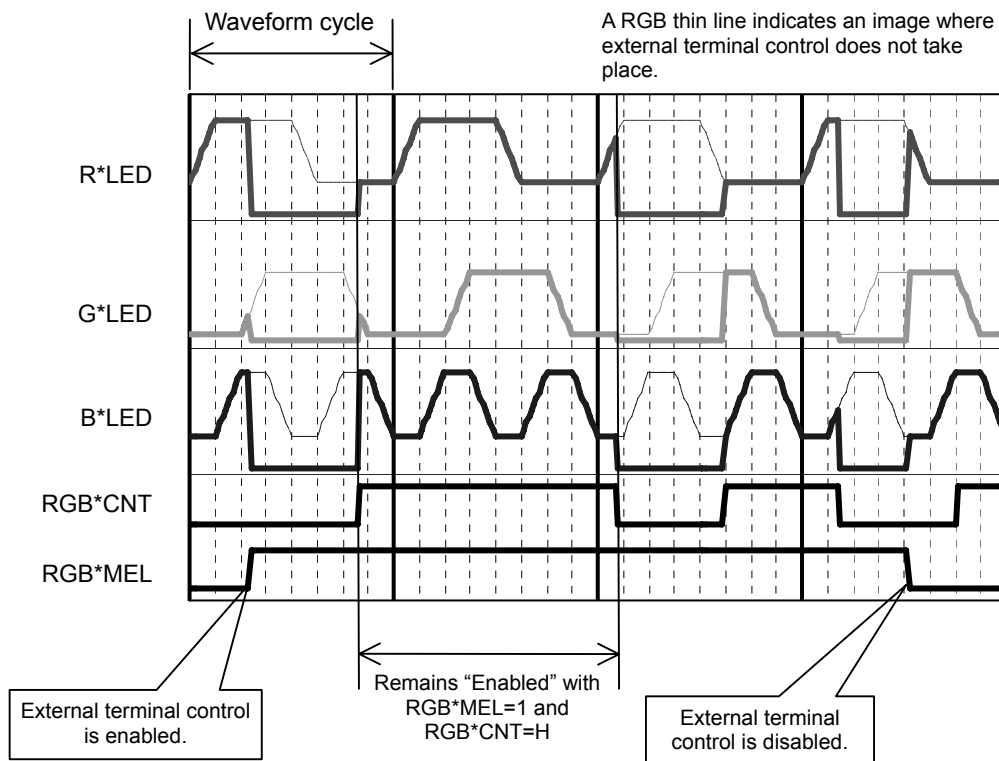 Waveform cycle
A RGB thin line indicates an image where
external terminal control does not take
place.
R*LED
G*LED
B*LED
RGB*CNT
RGB*MEL
External terminal control
is enabled.
Remains “Enabled” with
RGB*MEL=1 and
RGB*CNT=H
External terminal
control is disabled.